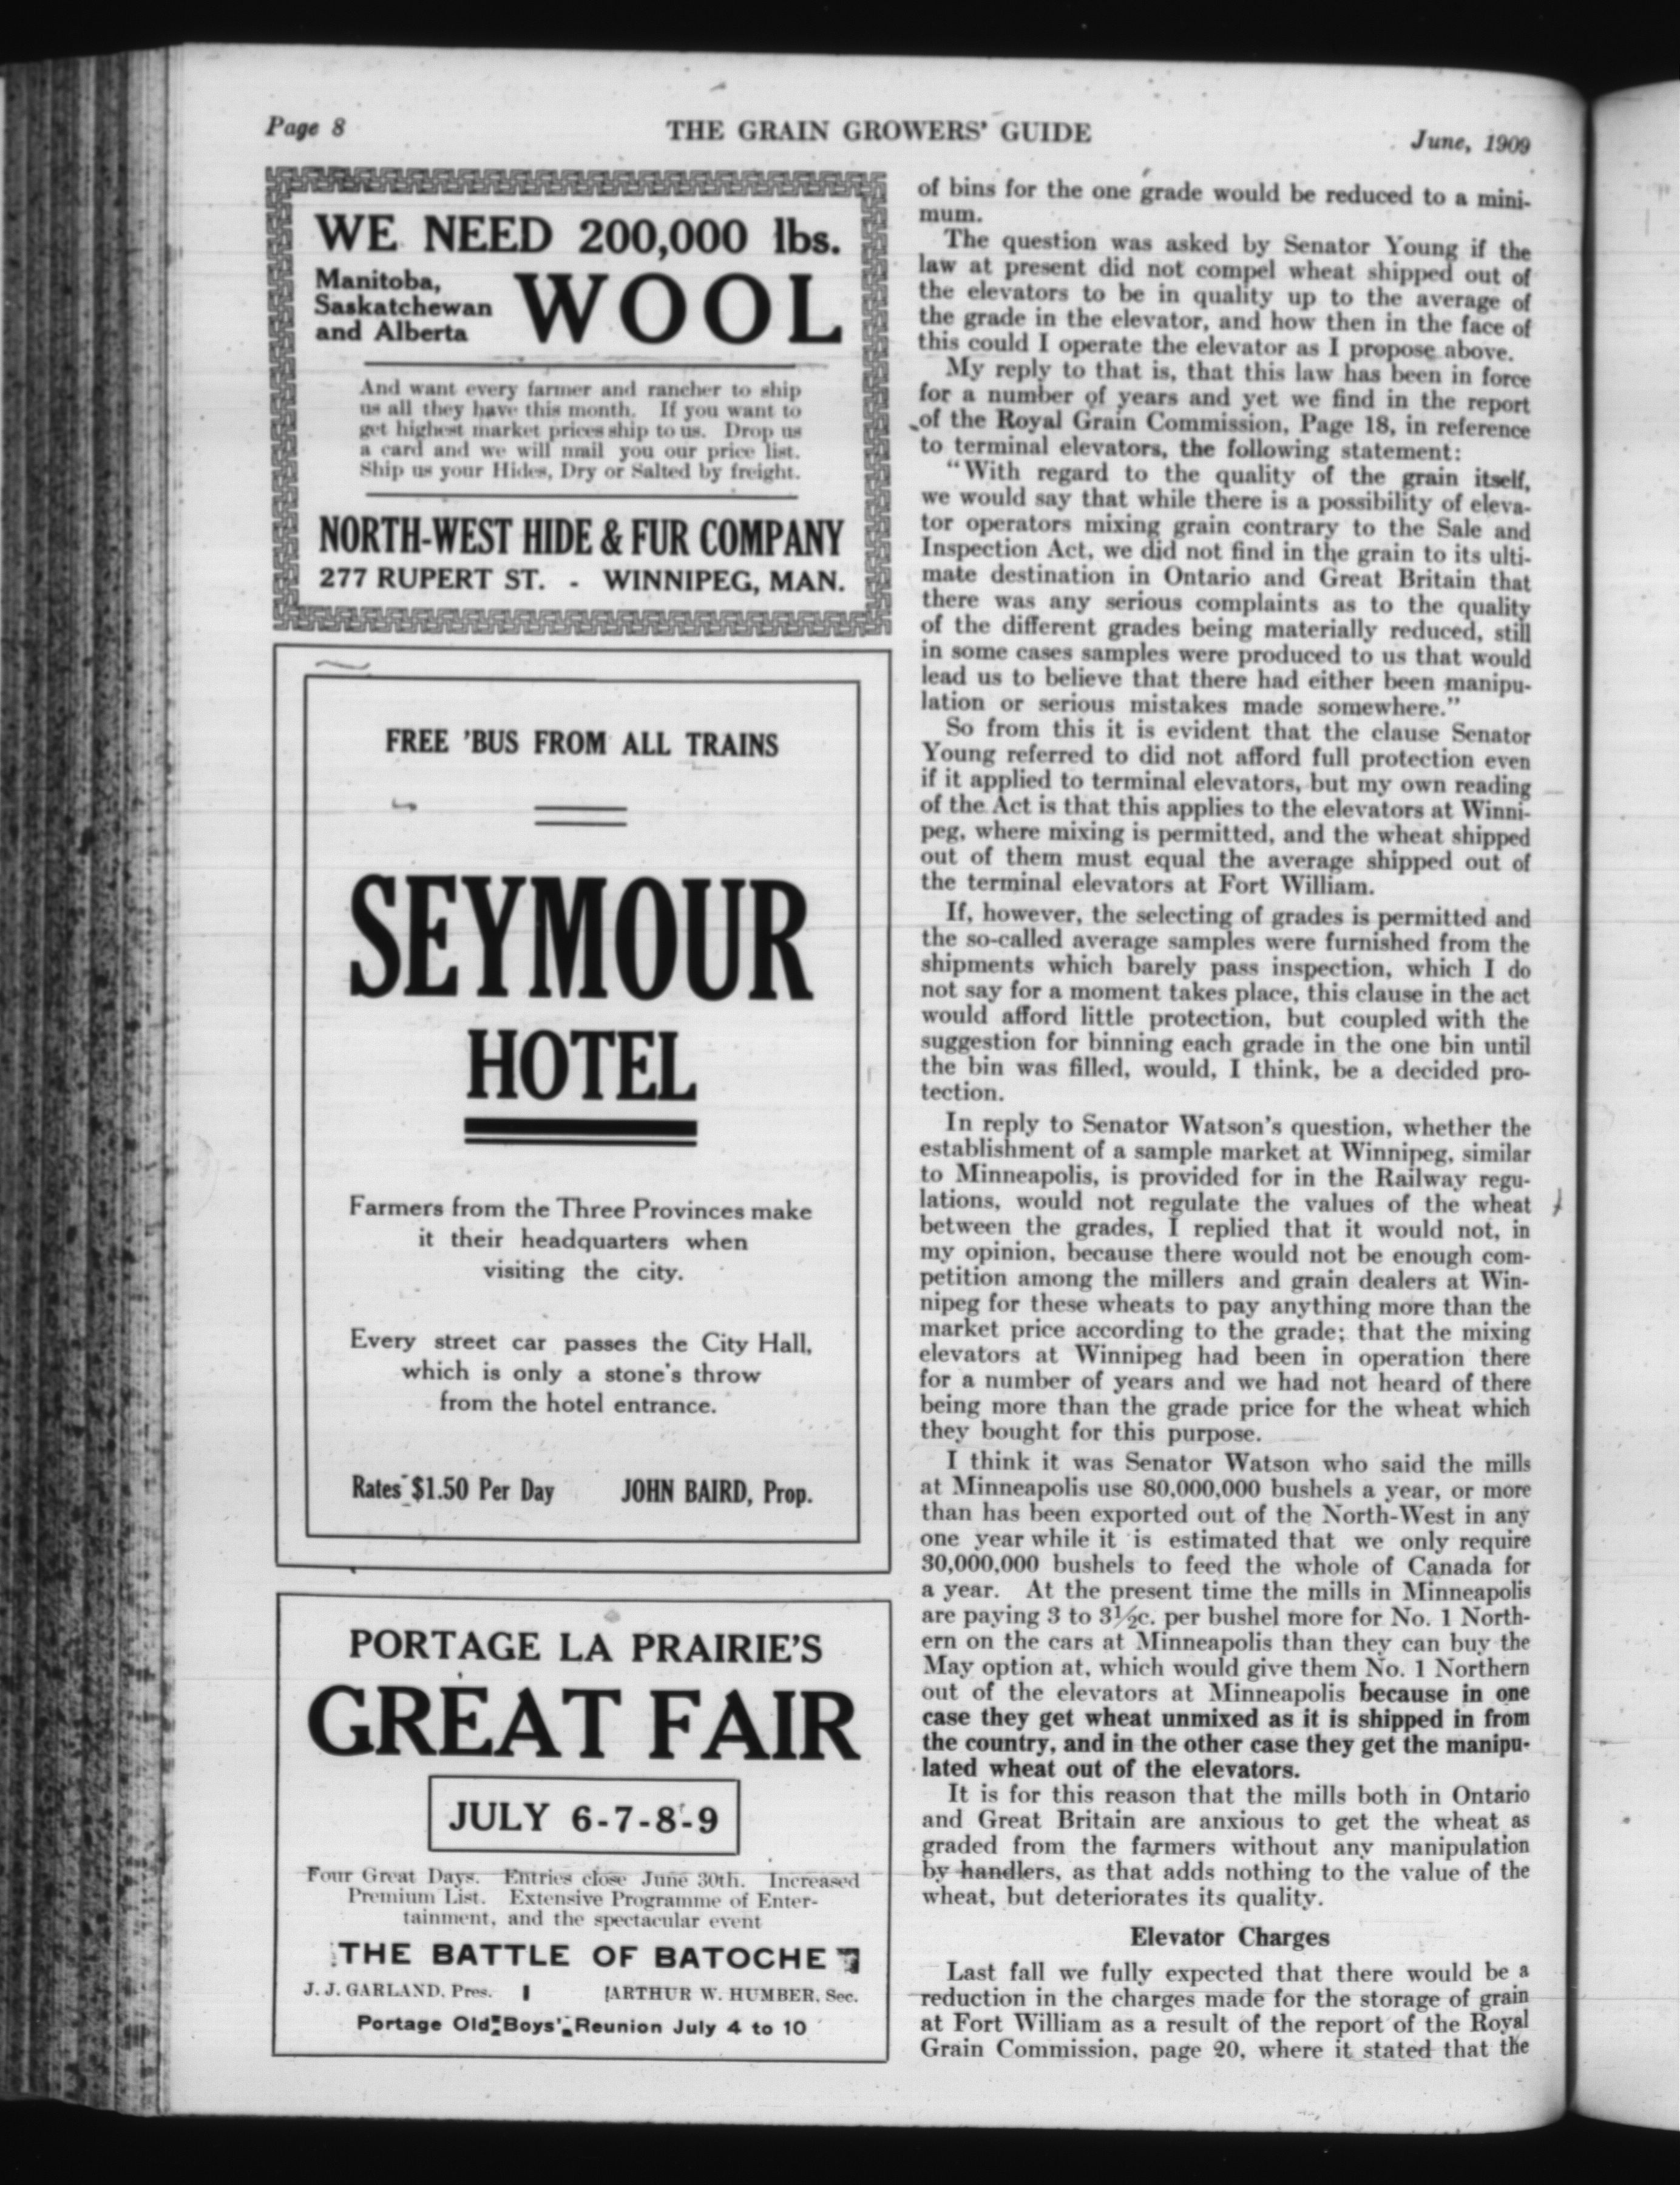 Page 8
THE GRAIN GROWERS' GUIDE
June, 1909
WE NEED 200,000 lbs.
Manitoba,
Saskatchewan
and Alberta
WOOL
And want every farmer and rancher to ship
us all they have this month. If you want to
get highest market prices ship to us. Drop us
a card and we will mail you our price list.
Ship us your Hides, Dry or Salted by freight.
NORTH-WEST HIDE & FUR COMPANY
277 RUPERT ST. - WINNIPEG, MAN.
FREE 'BUS FROM ALL TRAINS
SEYMOUR
HOTEL
Farmers from the Three Provinces make
it their headquarters when
visiting the city.
Every street car passes the City Hall,
which is only a stone's throw
from the hotel entrance.
Rates $1.50 Per Day JOHN BAIRD, Prop.
PORTAGE LA PRAIRIE'S
GREAT FAIR
JULY 6-7-8-9
Four Great Days. Entries close June 30th. Increased
Premium List. Extensive Programme of Enter-
tainment, and the spectacular event
THE BATTLE OF BATOCHE
J. J. GARLAND, Pres. ARTHUR W. HUMBER, Sec.
Portage Old Boys' Reunion July 4 to 10
of bins for the one grade would be reduced to a mini-
mum.
The question was asked by Senator Young if the
law at present did not compel wheat shipped out of
the elevators to be in quality up to the average of
the grade in the elevator, and how then in the face of
this could I operate the elevator as I propose above.
My reply to that is, that this law has been in force
for a number of years and yet we find in the report
of the Royal Grain Commission, Page 18, in reference
to terminal elevators, the following statement:
"With regard to the quality of the grain itself,
we would say that while there is a possibility of eleva-
tor operators mixing grain contrary to the Sale and
Inspection Act, we did not find in the grain to its ulti-
mate destination in Ontario and Great Britain that
there was any serious complaints as to the quality
of the different grades being materially reduced, still
in some cases samples were produced to us that would
lead us to believe that there had either been manipu-
lation or serious mistakes made somewhere."
So from this it is evident that the clause Senator
Young referred to did not afford full protection even
if it applied to terminal elevators, but my own reading
of the Act is that this applies to the elevators at Winni-
peg, where mixing is permitted, and the wheat shipped
out of them must equal the average shipped out of
the terminal elevators at Fort William.
If, however, the selecting of grades is permitted and
the so-called average samples were furnished from the
shipments which barely pass inspection, which I do
not say for a moment takes place, this clause in the act
would afford little protection, but coupled with the
suggestion for binning each grade in the one bin until
the bin was filled, would, I think, be a decided pro-
tection.
In reply to Senator Watson's question, whether the
establishment of a sample market at Winnipeg, similar
to Minneapolis, is provided for in the Railway regu-
lations, would not regulate the values of the wheat
between the grades, I replied that it would not, in
my opinion, because there would not be enough com-
petition among the millers and grain dealers at Win-
nipeg for these wheats to pay anything more than the
market price according to the grade; that the mixing
elevators at Winnipeg had been in operation there
for a number of years and we had not heard of there
being more than the grade price for the wheat which
they bought for this purpose.
I think it was Senator Watson who said the mills
at Minneapolis use 80,000,000 bushels a year, or more
than has been exported out of the North-West in any
one year while it is estimated that we only require
30,000,000 bushels to feed the whole of Canada for
a year. At the present time the mills in Minneapolis
are paying 3 to 3½c. per bushel more for No. 1 North-
ern on the cars at Minneapolis than they can buy the
May option at, which would give them No. 1 Northern
out of the elevators at Minneapolis because in one
case they get wheat unmixed as it is shipped in from
the country, and in the other case they get the manipu-
lated wheat out of the elevators.
It is for this reason that the mills both in Ontario
and Great Britain are anxious to get the wheat as
graded from the farmers without any manipulation
by handlers, as that adds nothing to the value of the
wheat, but deteriorates its quality.
Elevator Charges
Last fall we fully expected that there would be a
reduction in the charges made for the storage of grain
at Fort William as a result of the report of the Royal
Grain Commission, page 20, where it stated that the